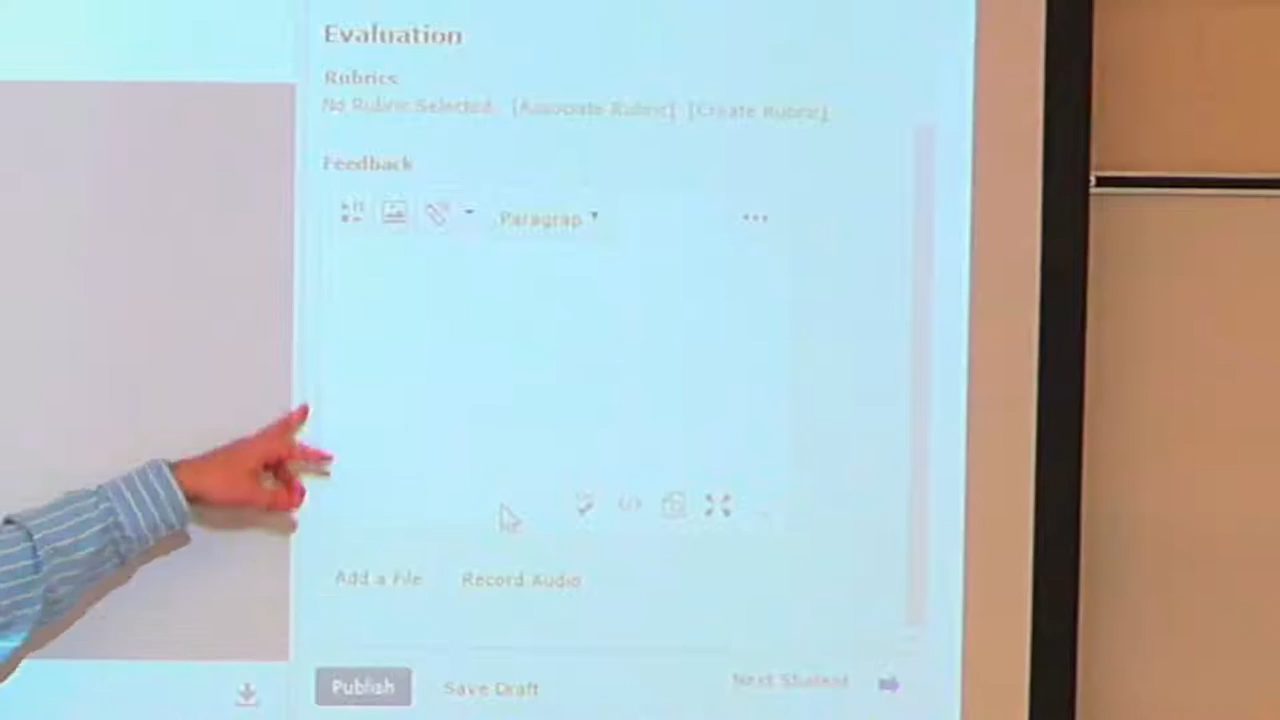 Evaluation
Rubrics
No Rubric Selected. [Associate Rubric] [Create Rubric]
Feedback
Paragrap
Add a File Record Audio
Publish Save Draft Next Student